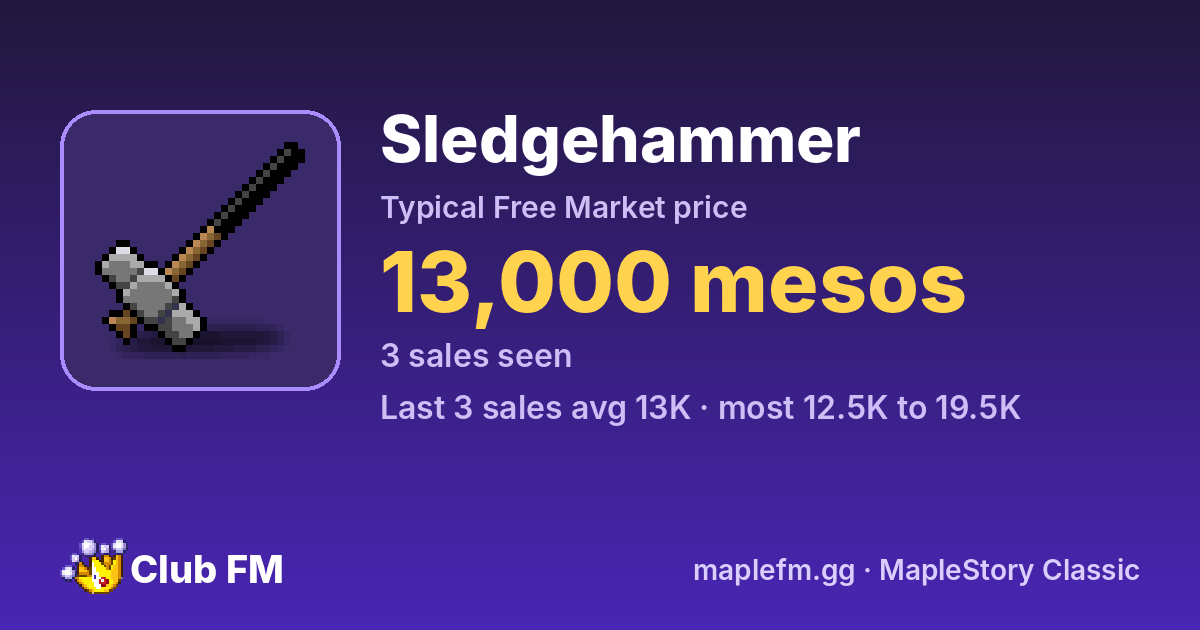 Sledgehammer
Typical Free Market price
13,000 mesos
3 sales seen
Last 3 sales avg 13K · most 12.5K to 19.5K
Club FM
maplefm.gg · MapleStory Classic